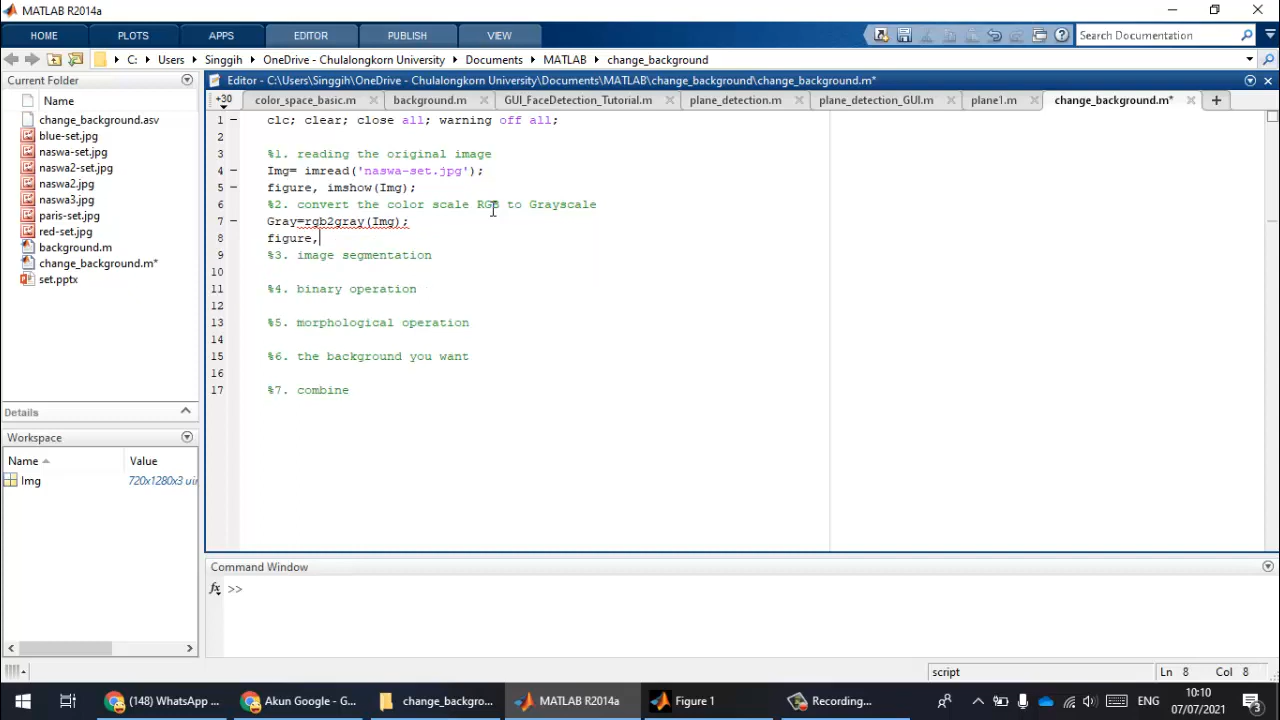 MATLAB R2014a
HOME PLOTS APPS EDITOR PUBLISH VIEW Search Documentation
C: Users Singgih OneDrive - Chulalongkorn University Documents MATLAB change_background
Current Folder
Name
change_background.asv
blue-set.jpg
naswa-set.jpg
naswa2-set.jpg
naswa2.jpg
naswa3.jpg
paris-set.jpg
red-set.jpg
background.m
change_background.m*
set.pptx
Details
Workspace
Name Value
Img 720x1280x3 uir
Editor - C:\Users\Singgih\OneDrive - Chulalongkorn University\Documents\MATLAB\change_background\change_background.m*
+30 color_space_basic.m background.m GUI_FaceDetection_Tutorial.m plane_detection.m plane_detection_GUI.m plane1.m change_background.m*
1 clc; clear; close all; warning off all;
2
3 %1. reading the original image
4 Img= imread('naswa-set.jpg');
5 figure, imshow(Img);
6 %2. convert the color scale RGB to Grayscale
7 Gray=rgb2gray(Img);
8 figure,
9 %3. image segmentation
10
11 %4. binary operation
12
13 %5. morphological operation
14
15 %6. the background you want
16
17 %7. combine
Command Window
fx >>
script Ln 8 Col 8
(148) WhatsApp ... Akun Google - G... change_backgro... MATLAB R2014a Figure 1 Recording... ENG 10:10
07/07/2021 3